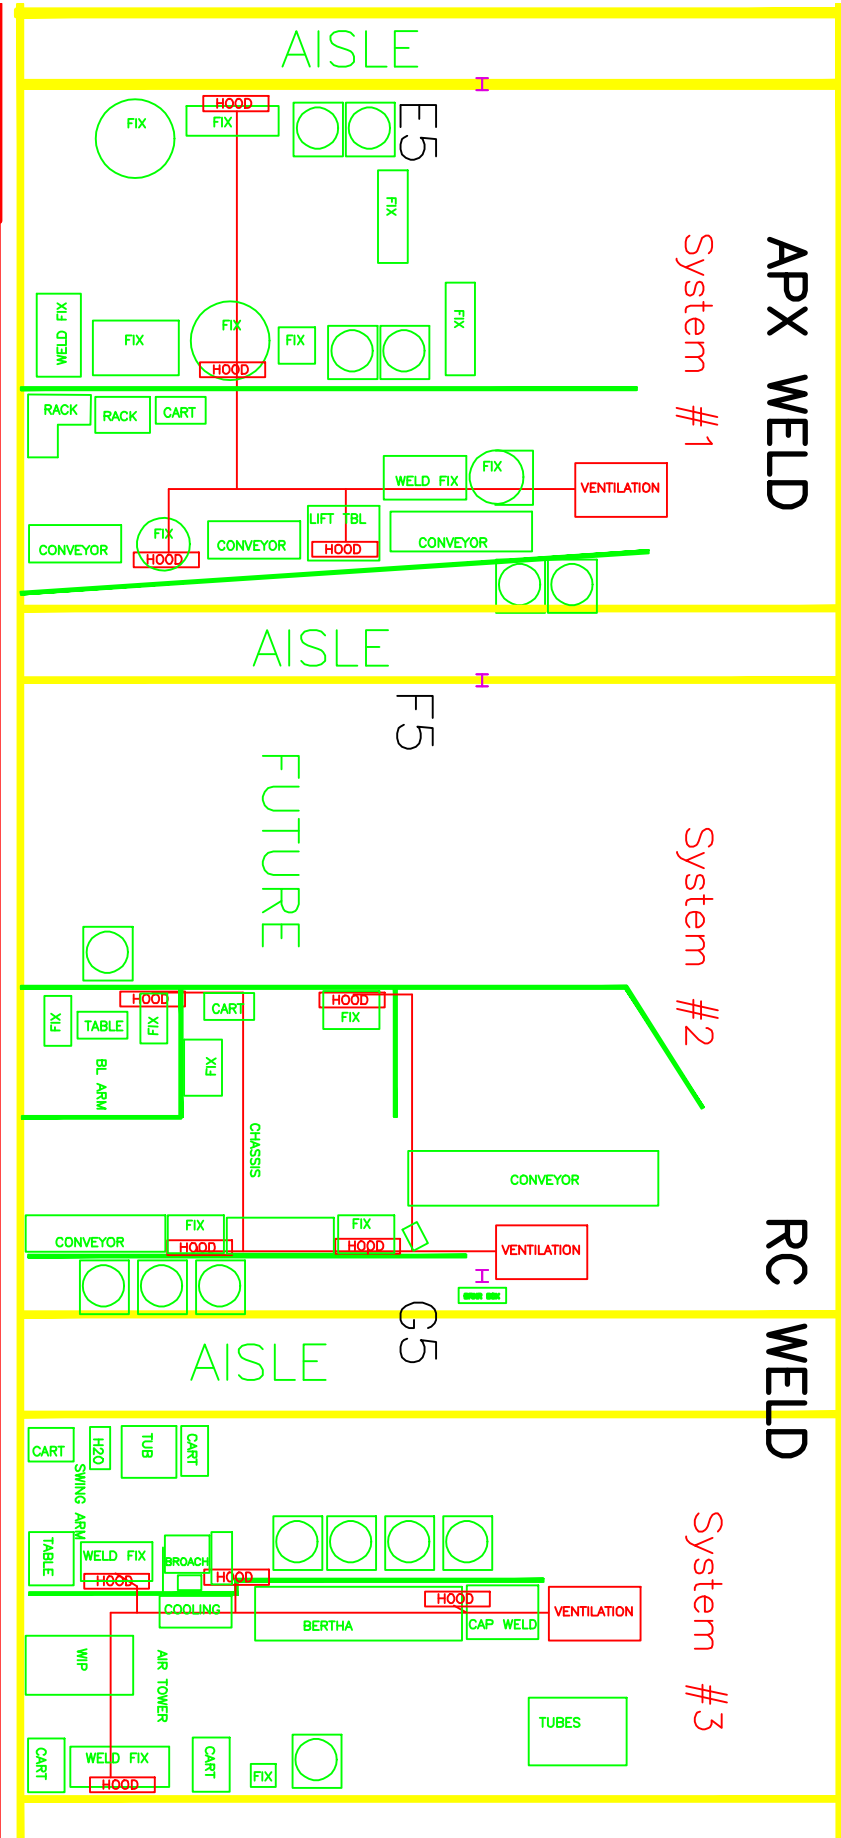 AISLE
HOOD
FIX
FIX
E5
FIX
APX WELD
System #1
WELD FIX
FIX
FIX
FIX
FIX
HOOD
RACK
RACK
CART
WELD FIX
FIX
VENTILATION
CONVEYOR
FIX
HOOD
CONVEYOR
LIFT TBL
HOOD
CONVEYOR
AISLE
F5
FUTURE
System #2
HOOD
FIX
TABLE
FIX
CART
HOOD
FIX
BL ARM
FIX
CHASSIS
CONVEYOR
CONVEYOR
FIX
HOOD
FIX
HOOD
VENTILATION
RC WELD
G5
AISLE
CART
H2O
TUB
CART
SWING ARM
System #3
TABLE
WELD FIX
HOOD
BROACH
HOOD
COOLING
BERTHA
HOOD
CAP WELD
VENTILATION
WIP
AIR TOWER
TUBES
CART
WELD FIX
HOOD
CART
FIX